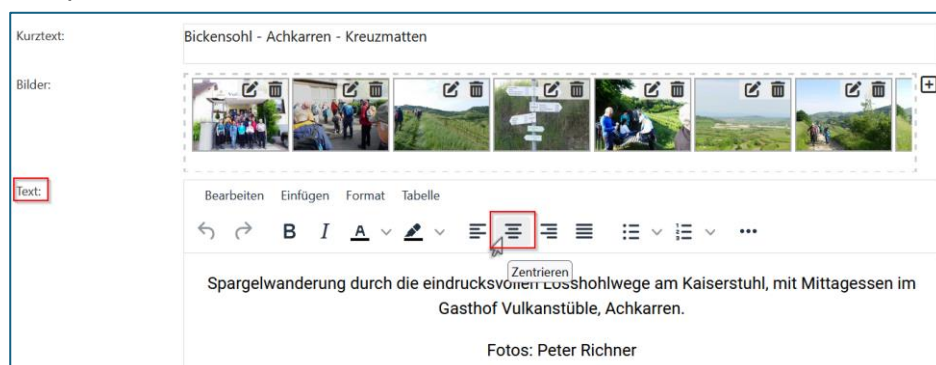 Kurztext:
Bickensohl - Achkarren - Kreuzmatten
Bilder:
Text:
Bearbeiten Einfügen Format Tabelle
B I A
Zentrieren
Spargelwanderung durch die eindrucksvollen Lösshohlwege am Kaiserstuhl, mit Mittagessen im
Gasthof Vulkanstüble, Achkarren.
Fotos: Peter Richner